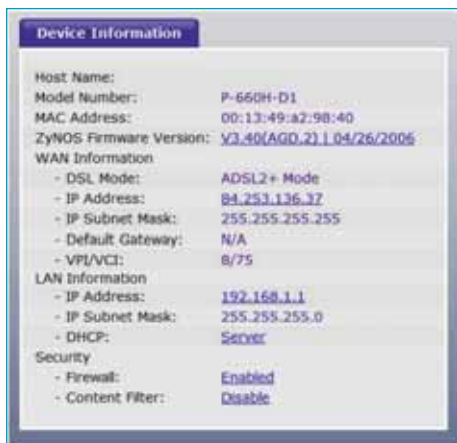 Device Information
Host Name:
Model Number: P-660H-D1
MAC Address: 00:13:49:a2:98:40
ZyNOS Firmware Version: V3.40(AGD.2) | 04/26/2006
WAN Information
- DSL Mode: ADSL2+ Mode
- IP Address: 84.253.136.37
- IP Subnet Mask: 255.255.255.255
- Default Gateway: N/A
- VPI/VCI: 8/75
LAN Information
- IP Address: 192.168.1.1
- IP Subnet Mask: 255.255.255.0
- DHCP: Server
Security
- Firewall: Enabled
- Content Filter: Disable